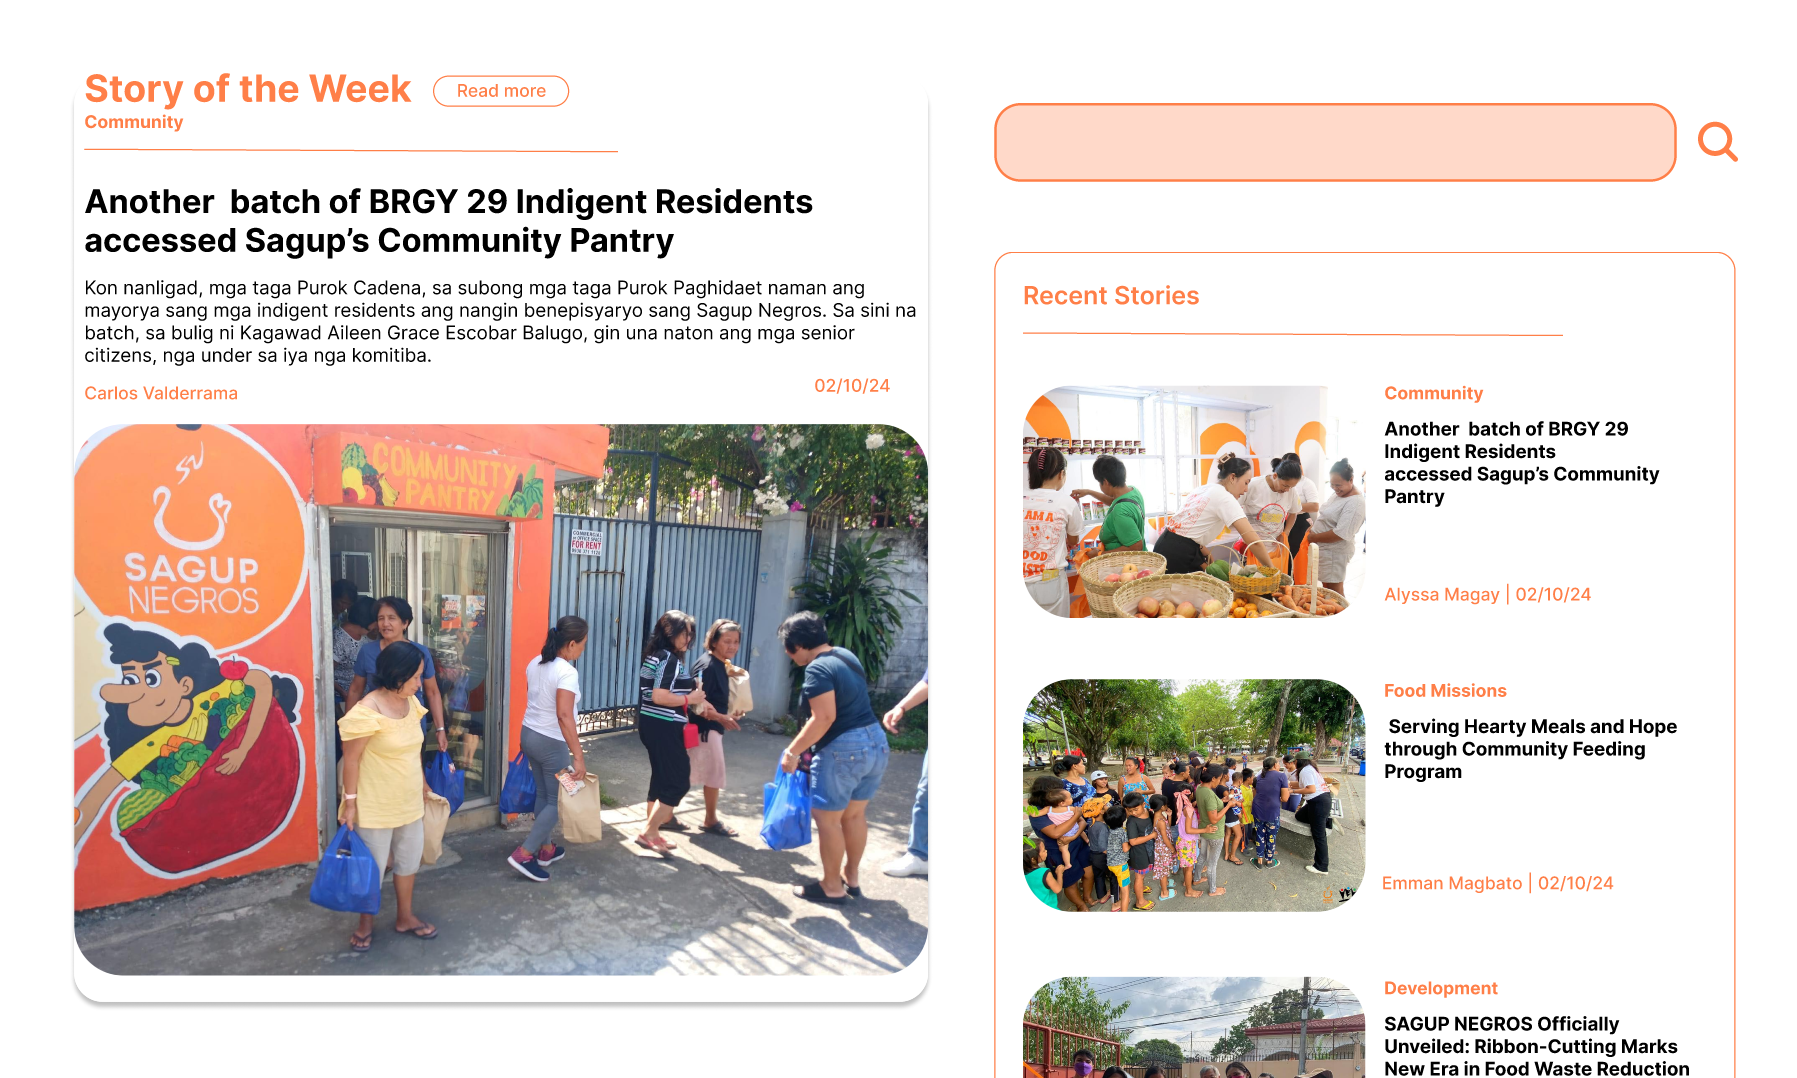 Story of the Week
Read more
Community
Another  batch of BRGY 29 Indigent Residents
accessed Sagup’s Community Pantry
Kon nanligad, mga taga Purok Cadena, sa subong mga taga Purok Paghidaet naman ang
mayorya sang mga indigent residents ang nangin benepisyaryo sang Sagup Negros. Sa sini na
batch, sa bulig ni Kagawad Aileen Grace Escobar Balugo, gin una naton ang mga senior
citizens, nga under sa iya nga komitiba.
Carlos Valderrama
02/10/24
COMMUNITY
PANTRY
SAGUP
NEGROS
COMMERCIAL
FOR RENT
Recent Stories
Community
Another  batch of BRGY 29
Indigent Residents
accessed Sagup’s Community
Pantry
Alyssa Magay | 02/10/24
Food Missions
Serving Hearty Meals and Hope
through Community Feeding
Program
Emman Magbato | 02/10/24
Development
SAGUP NEGROS Officially
Unveiled: Ribbon-Cutting Marks
New Era in Food Waste Reduction